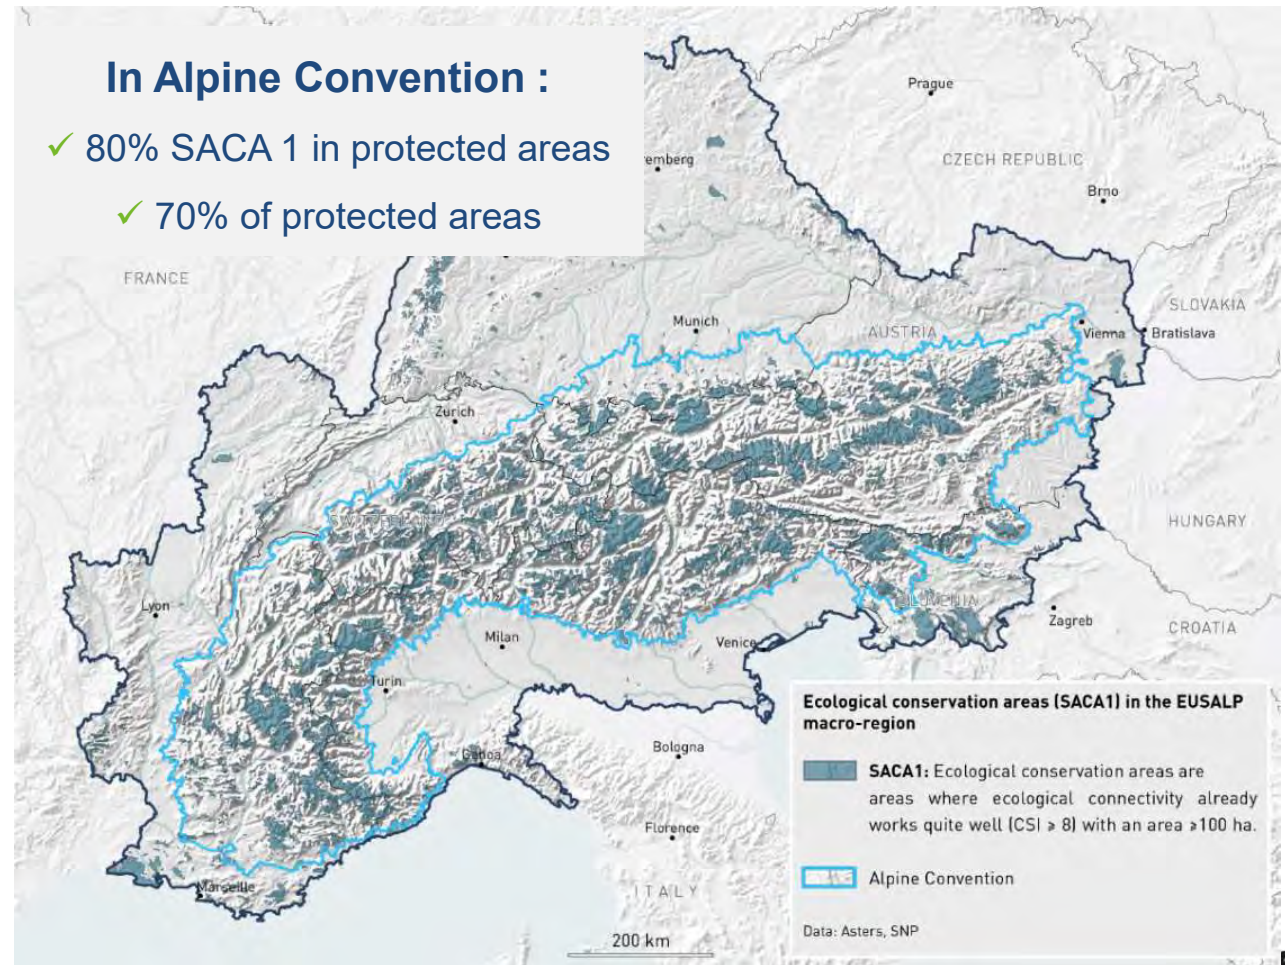 In Alpine Convention :
✓ 80% SACA 1 in protected areas
✓ 70% of protected areas
Prague
CZECH REPUBLIC
remberg
Brno
FRANCE
SLOVAKIA
Munich
AUSTRIA
Vienna
Bratislava
Zurich
SWITZERLAND
HUNGARY
Lyon
SLOVENIA
Zagreb
CROATIA
Milan
Venice
Turin
Genoa
Bologna
Florence
ITALY
Marseille
200 km
Ecological conservation areas (SACA1) in the EUSALP
macro-region
SACA1: Ecological conservation areas are
areas where ecological connectivity already
works quite well (CSI ≥ 8) with an area ≥100 ha.
Alpine Convention
Data: Asters, SNP